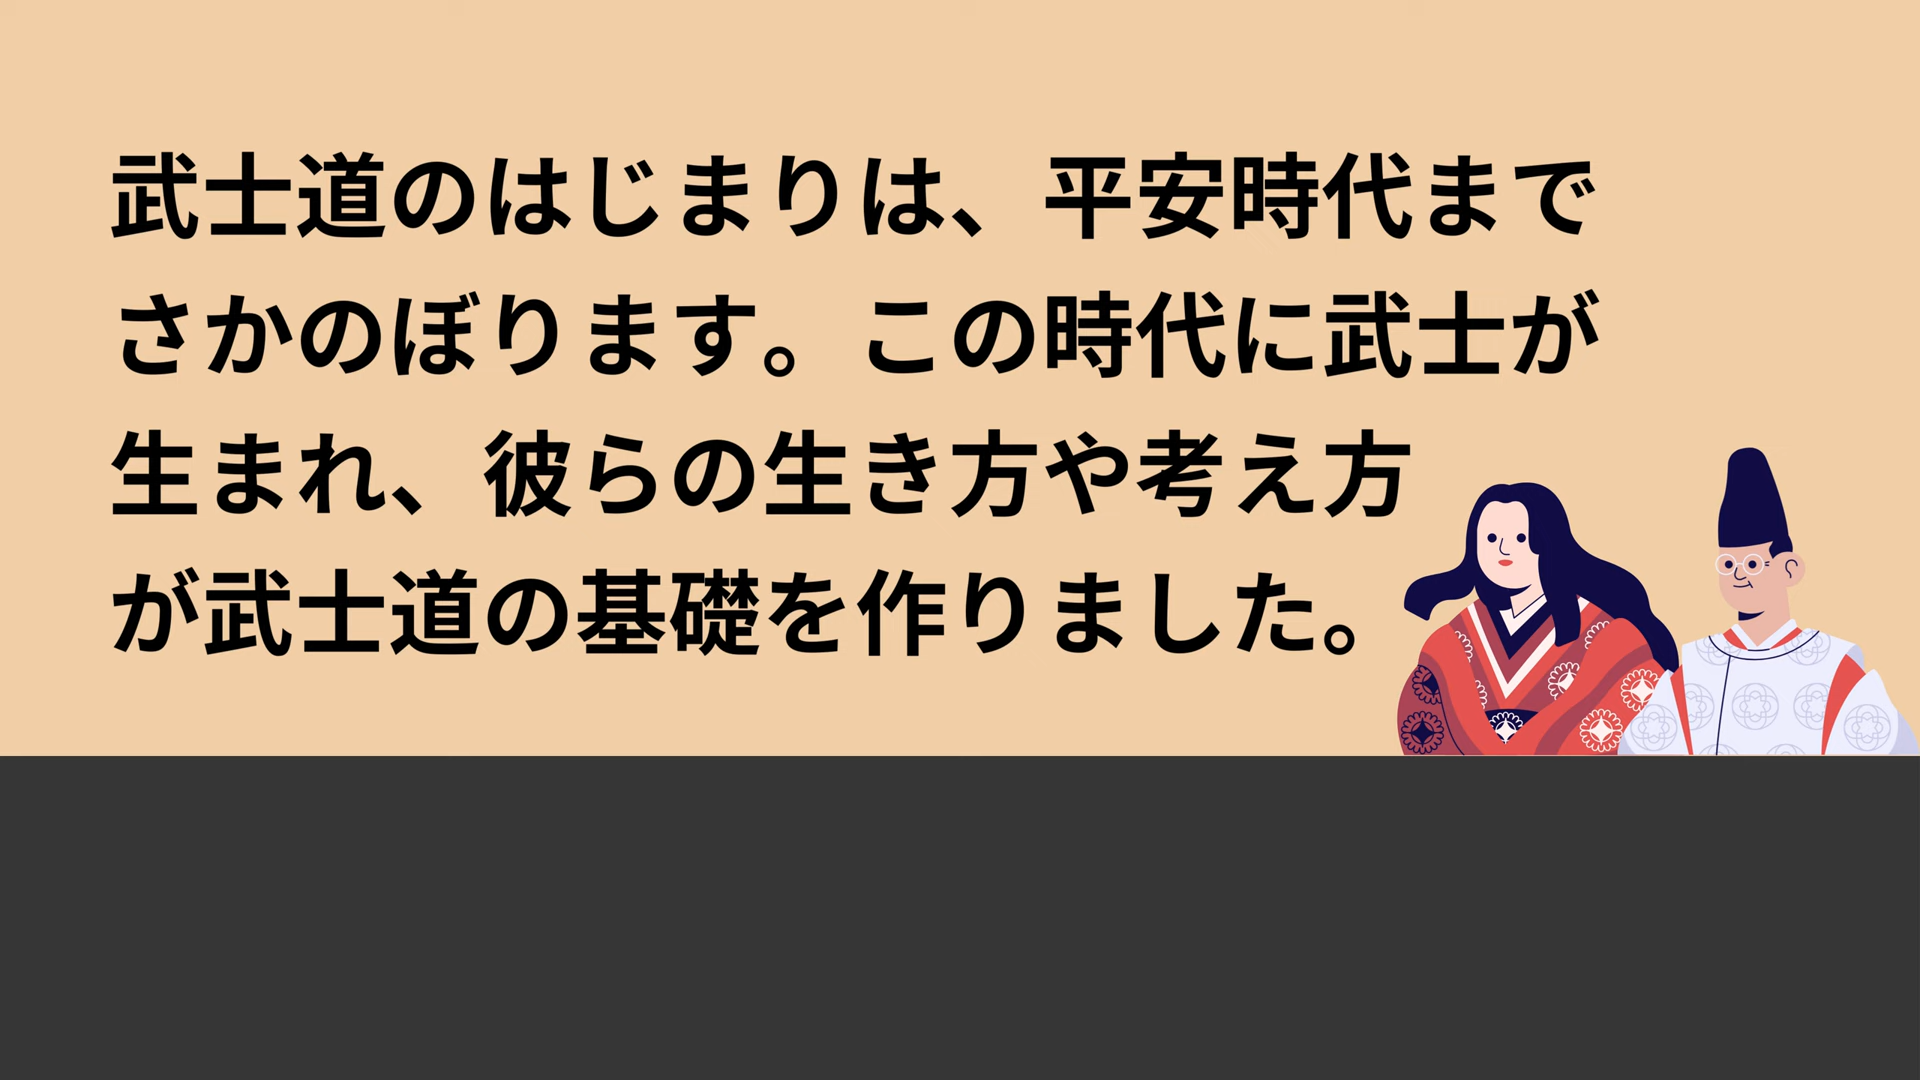 武士道のはじまりは、平安時代まで
さかのぼります。この時代に武士が
生まれ、彼らの生き方や考え方
が武士道の基礎を作りました。